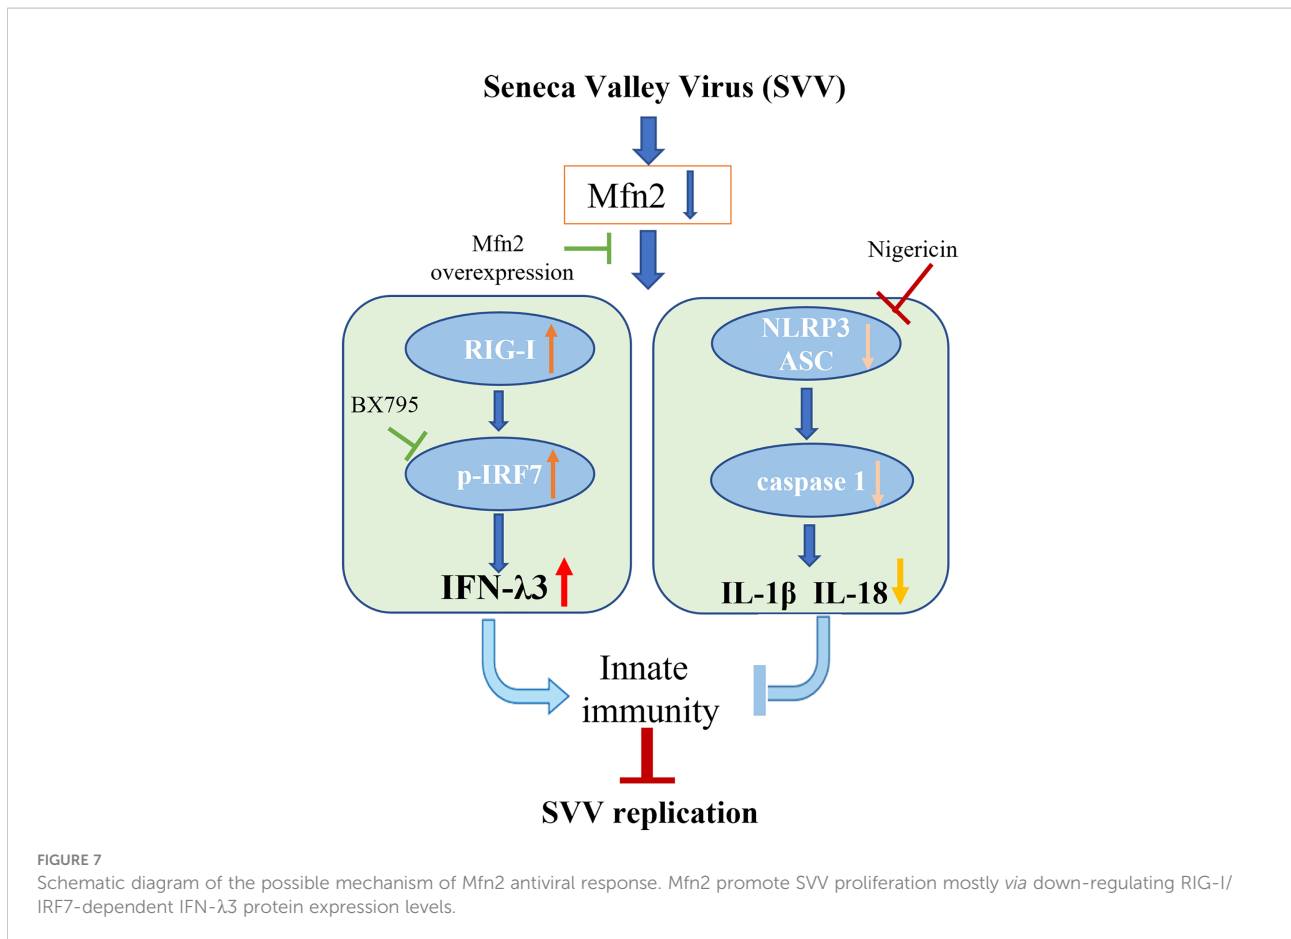 Seneca Valley Virus (SVV)
Mfn2
Mfn2
overexpression
Nigericin
RIG-I
NLRP3
ASC
BX795
p-IRF7
caspase 1
IFN-λ3
IL-1β IL-18
Innate
immunity
SVV replication
FIGURE 7
Schematic diagram of the possible mechanism of Mfn2 antiviral response. Mfn2 promote SVV proliferation mostly via down-regulating RIG-I/
IRF7-dependent IFN-λ3 protein expression levels.